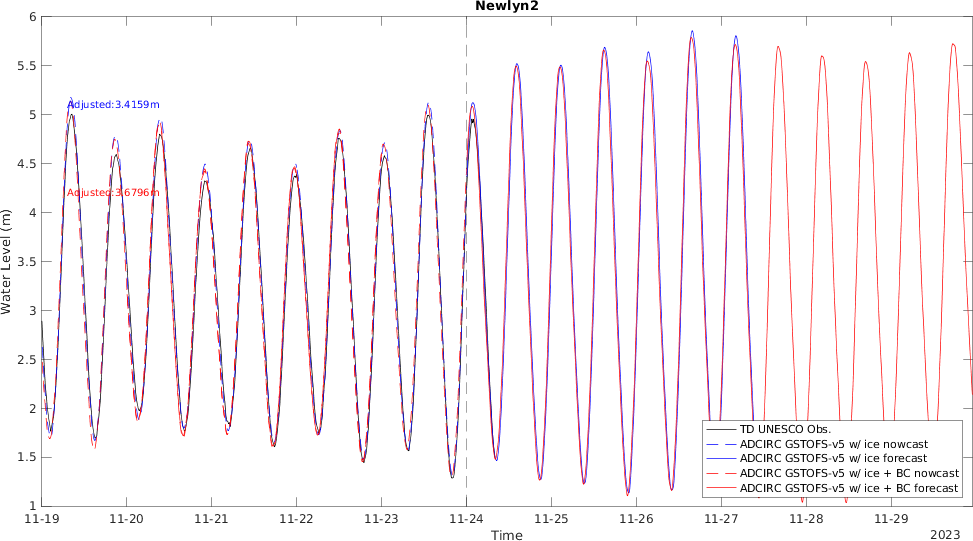 Newlyn2
6
5.5
5
4.5
4
3.5
3
2.5
2
1.5
1
Water Level (m)
Adjusted:3.4159m
Adjusted:3.6796m
TD UNESCO Obs.
ADCIRC GSTOFS-v5 w/ ice nowcast
ADCIRC GSTOFS-v5 w/ ice forecast
ADCIRC GSTOFS-v5 w/ ice + BC nowcast
ADCIRC GSTOFS-v5 w/ ice + BC forecast
11-19 11-20 11-21 11-22 11-23 11-24 11-25 11-26 11-27 11-28 11-29
Time
2023